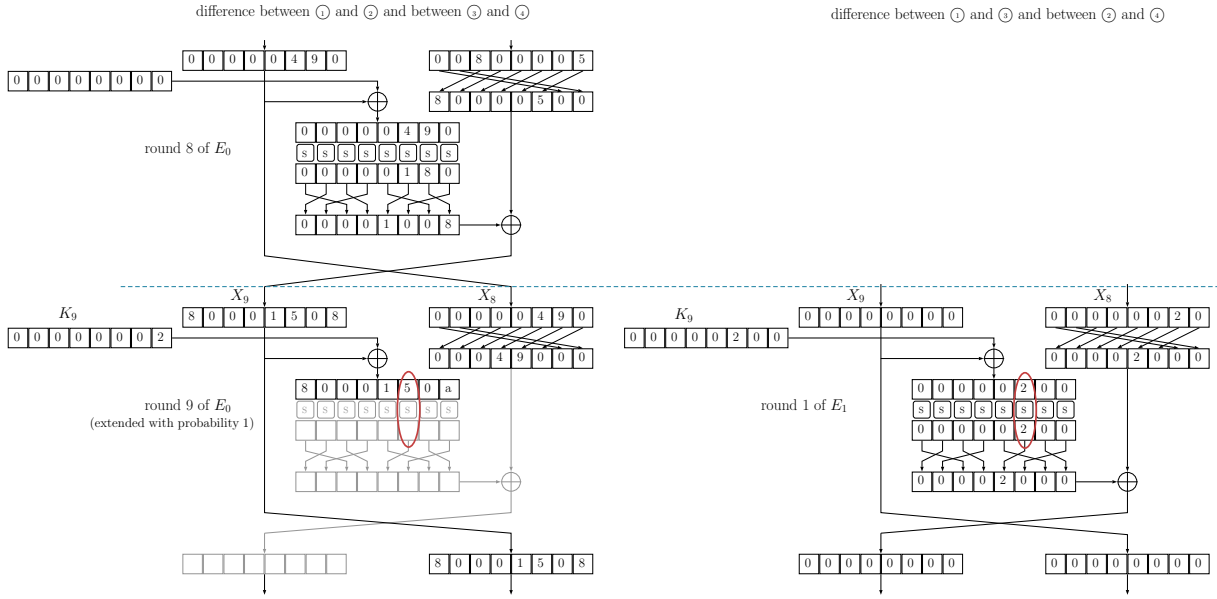 difference between ① and ② and between ③ and ④
difference between ① and ③ and between ② and ④
0 0 0 0 0 4 9 0
0 0 8 0 0 0 0 5
0 0 0 0 0 0 0 0
8 0 0 0 0 5 0 0
0 0 0 0 0 4 9 0
round 8 of E₀
s s s s s s s s
0 0 0 0 0 1 8 0
0 0 0 0 1 0 0 8
X₉
X₈
X₉
X₈
K₉
8 0 0 0 1 5 0 8
0 0 0 0 0 4 9 0
K₉
0 0 0 0 0 0 0 0
0 0 0 0 0 0 2 0
0 0 0 0 0 0 0 2
0 0 0 4 9 0 0 0
0 0 0 0 0 2 0 0
0 0 0 0 2 0 0 0
8 0 0 0 1 5 0 a
0 0 0 0 0 2 0 0
round 9 of E₀
(extended with probability 1)
s s s s s s s s
round 1 of E₁
s s s s s s s s
0 0 0 0 0 2 0 0
0 0 0 0 2 0 0 0
8 0 0 0 1 5 0 8
0 0 0 0 0 0 0 0
0 0 0 0 0 0 0 0